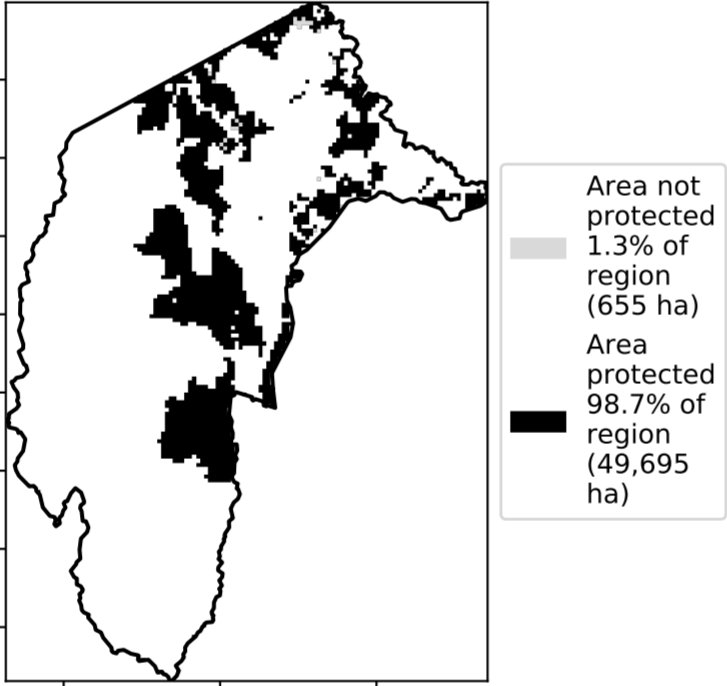 Area not
protected
1.3% of
region
(655 ha)
Area
protected
98.7% of
region
(49,695
ha)